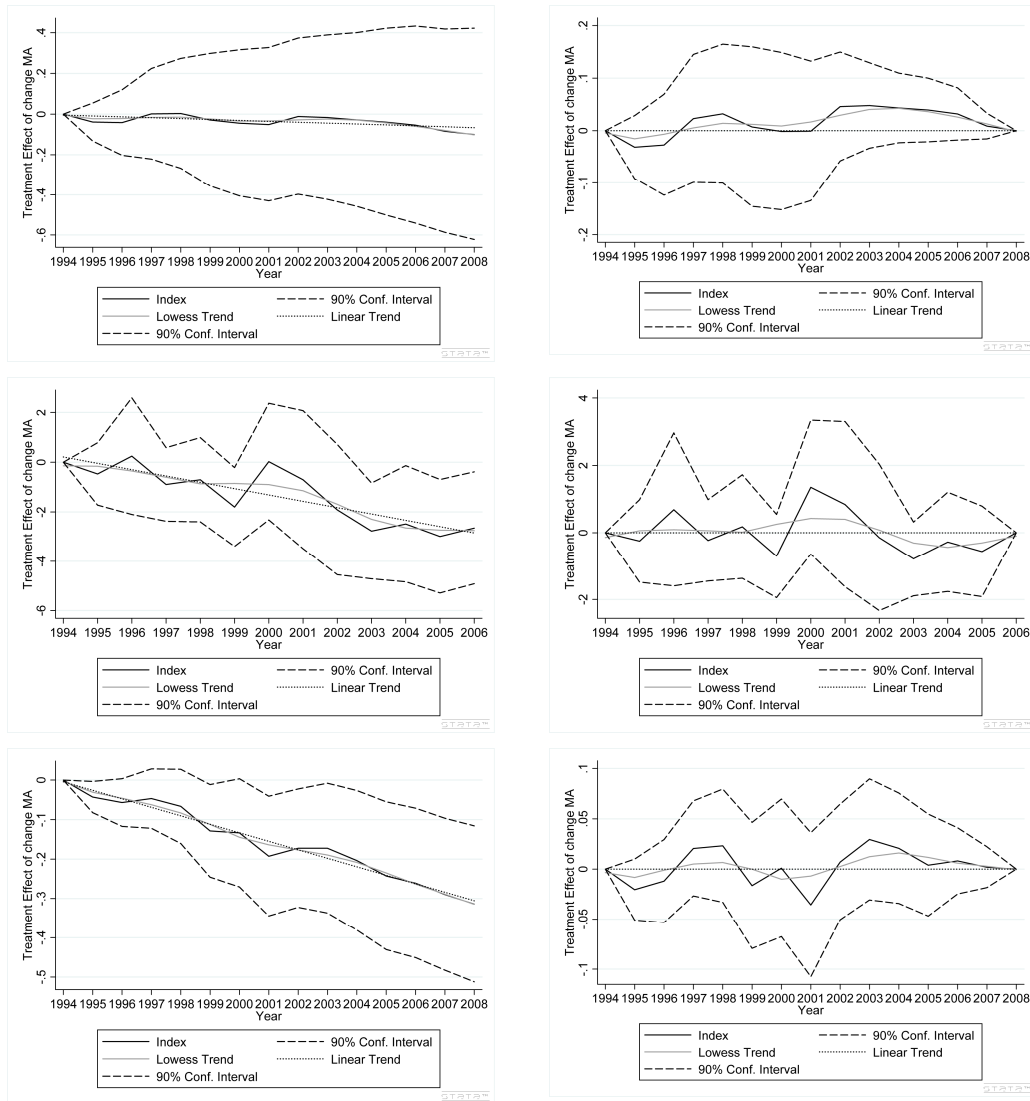 Treatment Effect of change MA
.4
.2
0
-.2
-.4
-.6
1994 1995 1996 1997 1998 1999 2000 2001 2002 2003 2004 2005 2006 2007 2008
Year
Index
90% Conf. Interval
Lowess Trend
Linear Trend
90% Conf. Interval
STATA™
Treatment Effect of change MA
.2
.1
0
-.1
-.2
1994 1995 1996 1997 1998 1999 2000 2001 2002 2003 2004 2005 2006 2007 2008
Year
Index
90% Conf. Interval
Lowess Trend
Linear Trend
90% Conf. Interval
STATA™
Treatment Effect of change MA
2
0
-2
-4
-6
1994 1995 1996 1997 1998 1999 2000 2001 2002 2003 2004 2005 2006
Year
Index
90% Conf. Interval
Lowess Trend
Linear Trend
90% Conf. Interval
STATA™
Treatment Effect of change MA
4
2
0
-2
1994 1995 1996 1997 1998 1999 2000 2001 2002 2003 2004 2005 2006
Year
Index
90% Conf. Interval
Lowess Trend
Linear Trend
90% Conf. Interval
STATA™
Treatment Effect of change MA
0
-.1
-.2
-.3
-.4
-.5
1994 1995 1996 1997 1998 1999 2000 2001 2002 2003 2004 2005 2006 2007 2008
Year
Index
90% Conf. Interval
Lowess Trend
Linear Trend
90% Conf. Interval
STATA™
Treatment Effect of change MA
.1
.05
0
-.05
-.1
1994 1995 1996 1997 1998 1999 2000 2001 2002 2003 2004 2005 2006 2007 2008
Year
Index
90% Conf. Interval
Lowess Trend
Linear Trend
90% Conf. Interval
STATA™